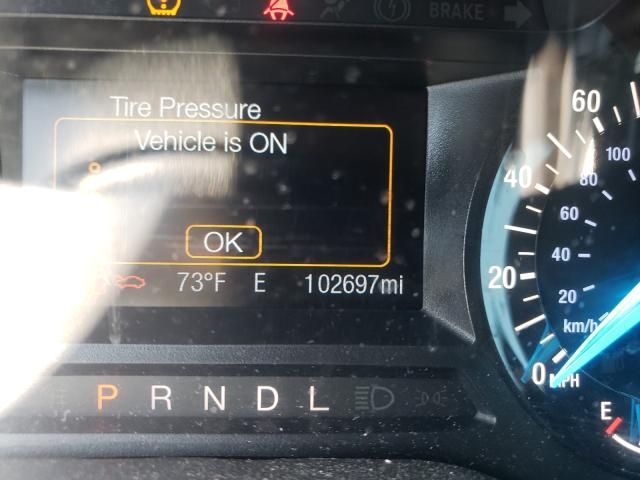 BRAKE
Tire Pressure
Vehicle is ON
OK
73°F E 102697mi
P R N D L
60
40
20
0 MPH
100
80
60
40
20
km/h
E